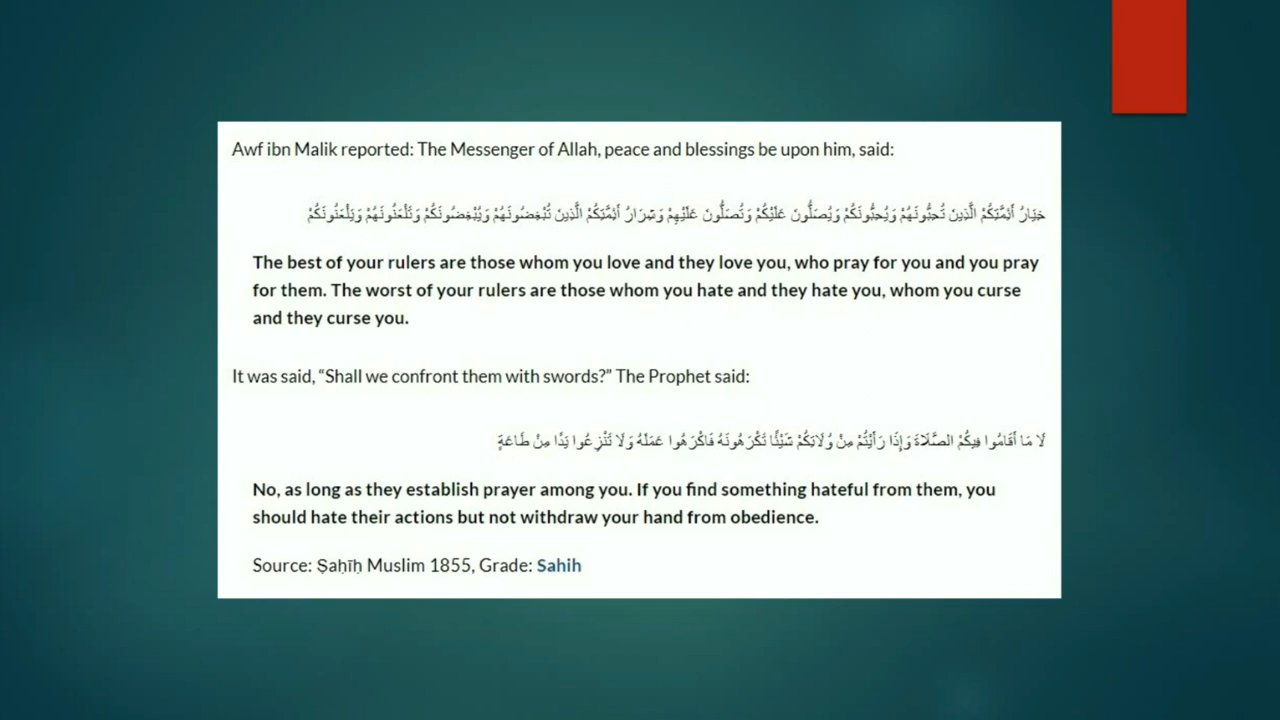 Awf ibn Malik reported: The Messenger of Allah, peace and blessings be upon him, said:
خِيَارُ أَئِمَّتِكُمْ الَّذِينَ تُحِبُّونَهُمْ وَيُحِبُّونَكُمْ وَيُصَلُّونَ عَلَيْكُمْ وَتُصَلُّونَ عَلَيْهِمْ وَشِرَارُ أَئِمَّتِكُمْ الَّذِينَ تُبْغِضُونَهُمْ وَيُبْغِضُونَكُمْ وَتَلْعَنُونَهُمْ وَيَلْعَنُونَكُمْ
The best of your rulers are those whom you love and they love you, who pray for you and you pray
for them. The worst of your rulers are those whom you hate and they hate you, whom you curse
and they curse you.
It was said, “Shall we confront them with swords?” The Prophet said:
لَا مَا أَقَامُوا فِيكُمْ الصَّلَاةَ وَإِذَا رَأَيْتُمْ مِنْ وُلَاتِكُمْ شَيْئًا تَكْرَهُونَهُ فَاكْرَهُوا عَمَلَهُ وَلَا تَنْزِعُوا يَدًا مِنْ طَاعَةٍ
No, as long as they establish prayer among you. If you find something hateful from them, you
should hate their actions but not withdraw your hand from obedience.
Source: Ṣaḥīḥ Muslim 1855, Grade: Sahih